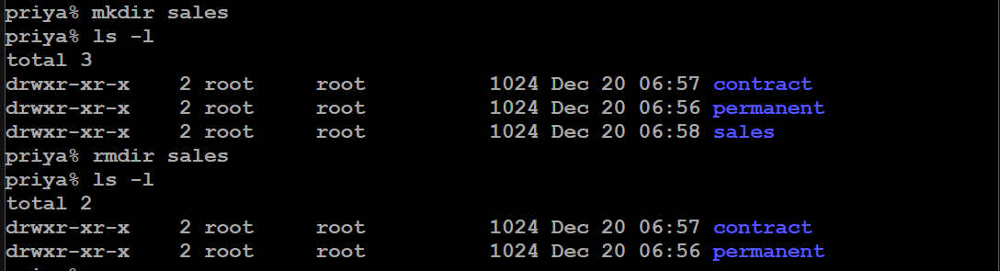 priya% mkdir sales
priya% ls -l
total 3
drwxr-xr-x    2 root     root          1024 Dec 20 06:57 contract
drwxr-xr-x    2 root     root          1024 Dec 20 06:56 permanent
drwxr-xr-x    2 root     root          1024 Dec 20 06:58 sales
priya% rmdir sales
priya% ls -l
total 2
drwxr-xr-x    2 root     root          1024 Dec 20 06:57 contract
drwxr-xr-x    2 root     root          1024 Dec 20 06:56 permanent